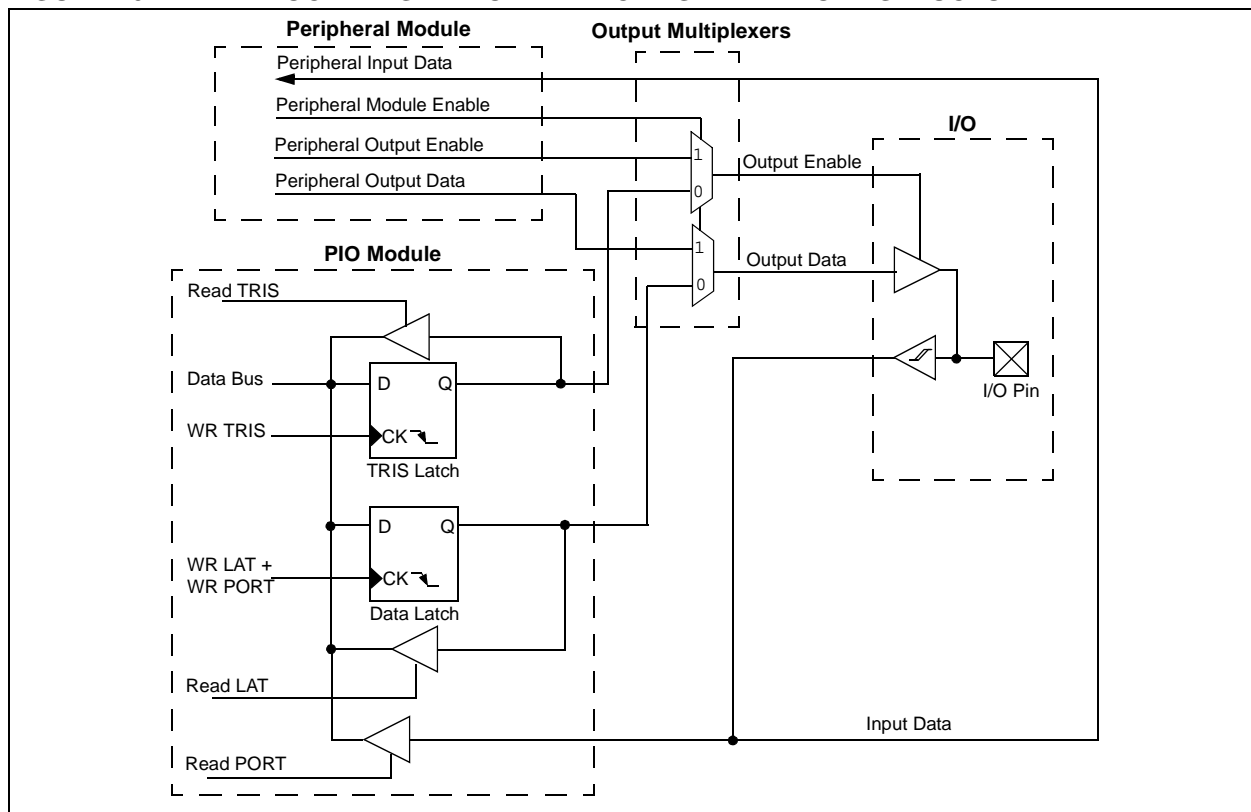 Peripheral Module
Output Multiplexers
Peripheral Input Data
Peripheral Module Enable
Peripheral Output Enable
Peripheral Output Data
I/O
1
0
Output Enable
1
0
Output Data
PIO Module
Read TRIS
Data Bus
D
Q
WR TRIS
CK
TRIS Latch
I/O Pin
D
Q
WR LAT +
WR PORT
CK
Data Latch
Read LAT
Input Data
Read PORT